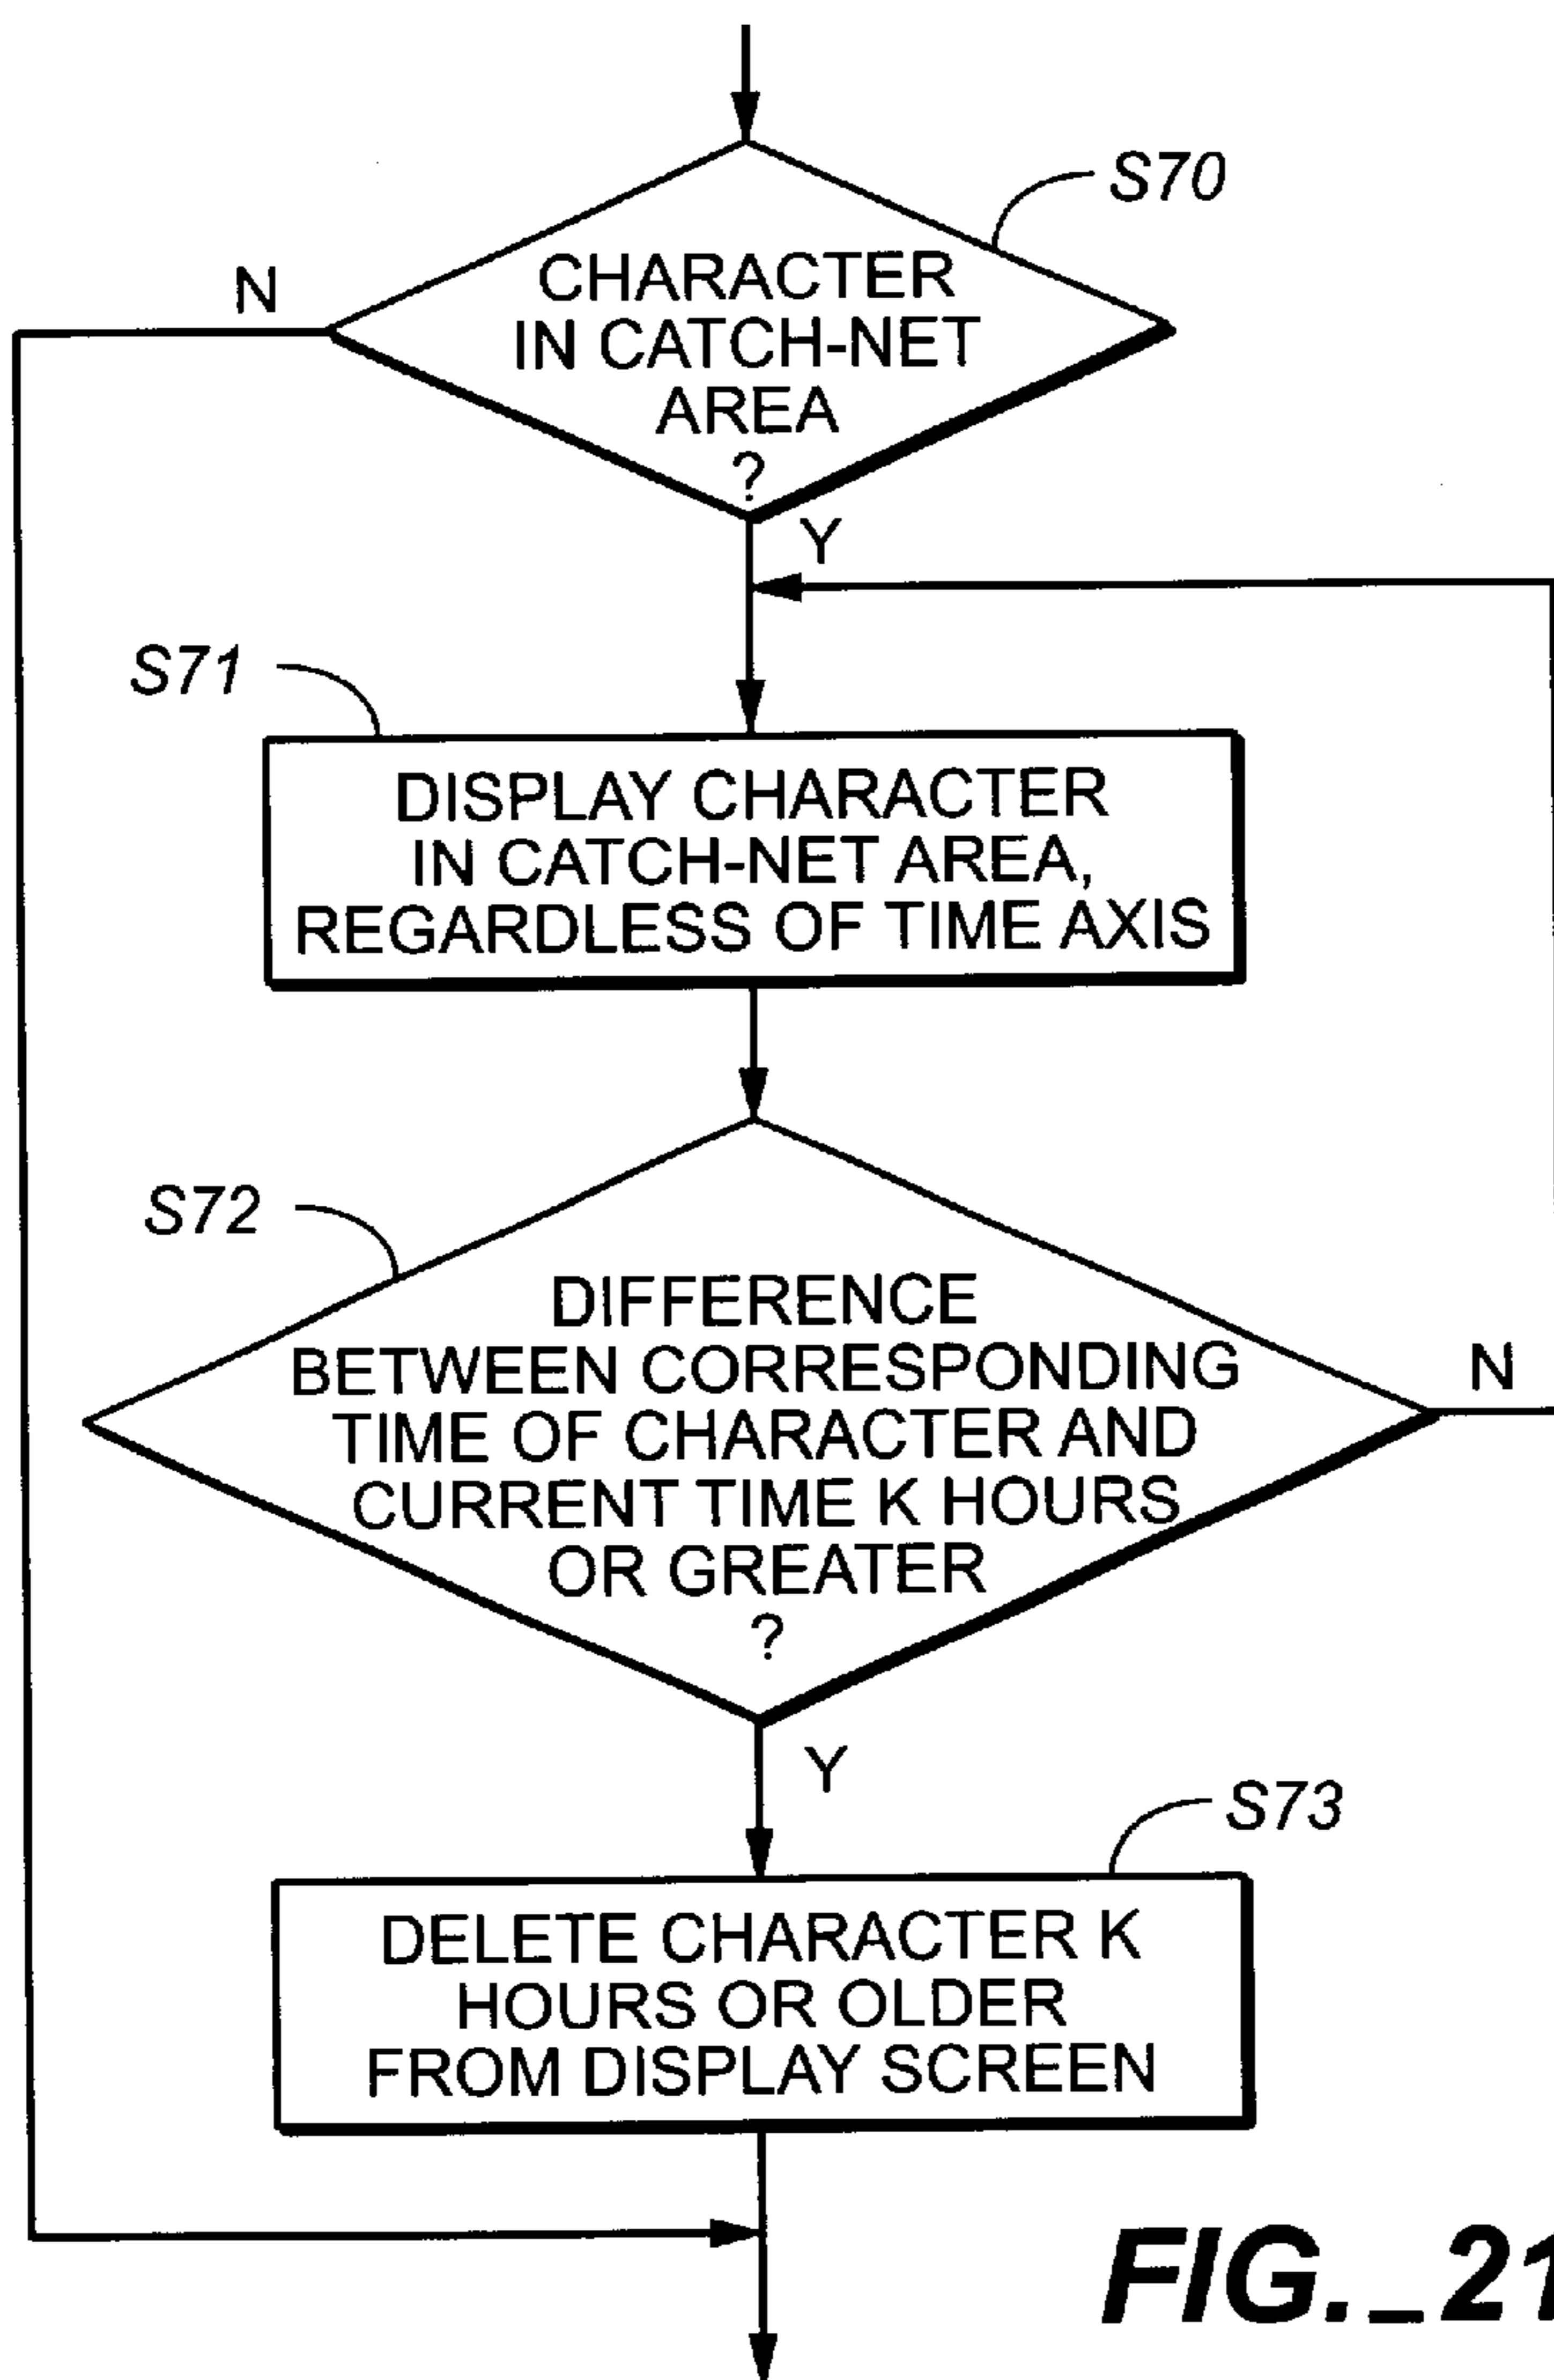 S70
CHARACTER
IN CATCH-NET
AREA
?
N
Y
S71
DISPLAY CHARACTER
IN CATCH-NET AREA,
REGARDLESS OF TIME AXIS
S72
DIFFERENCE
BETWEEN CORRESPONDING
TIME OF CHARACTER AND
CURRENT TIME K HOURS
OR GREATER
?
N
Y
S73
DELETE CHARACTER K
HOURS OR OLDER
FROM DISPLAY SCREEN
FIG._21